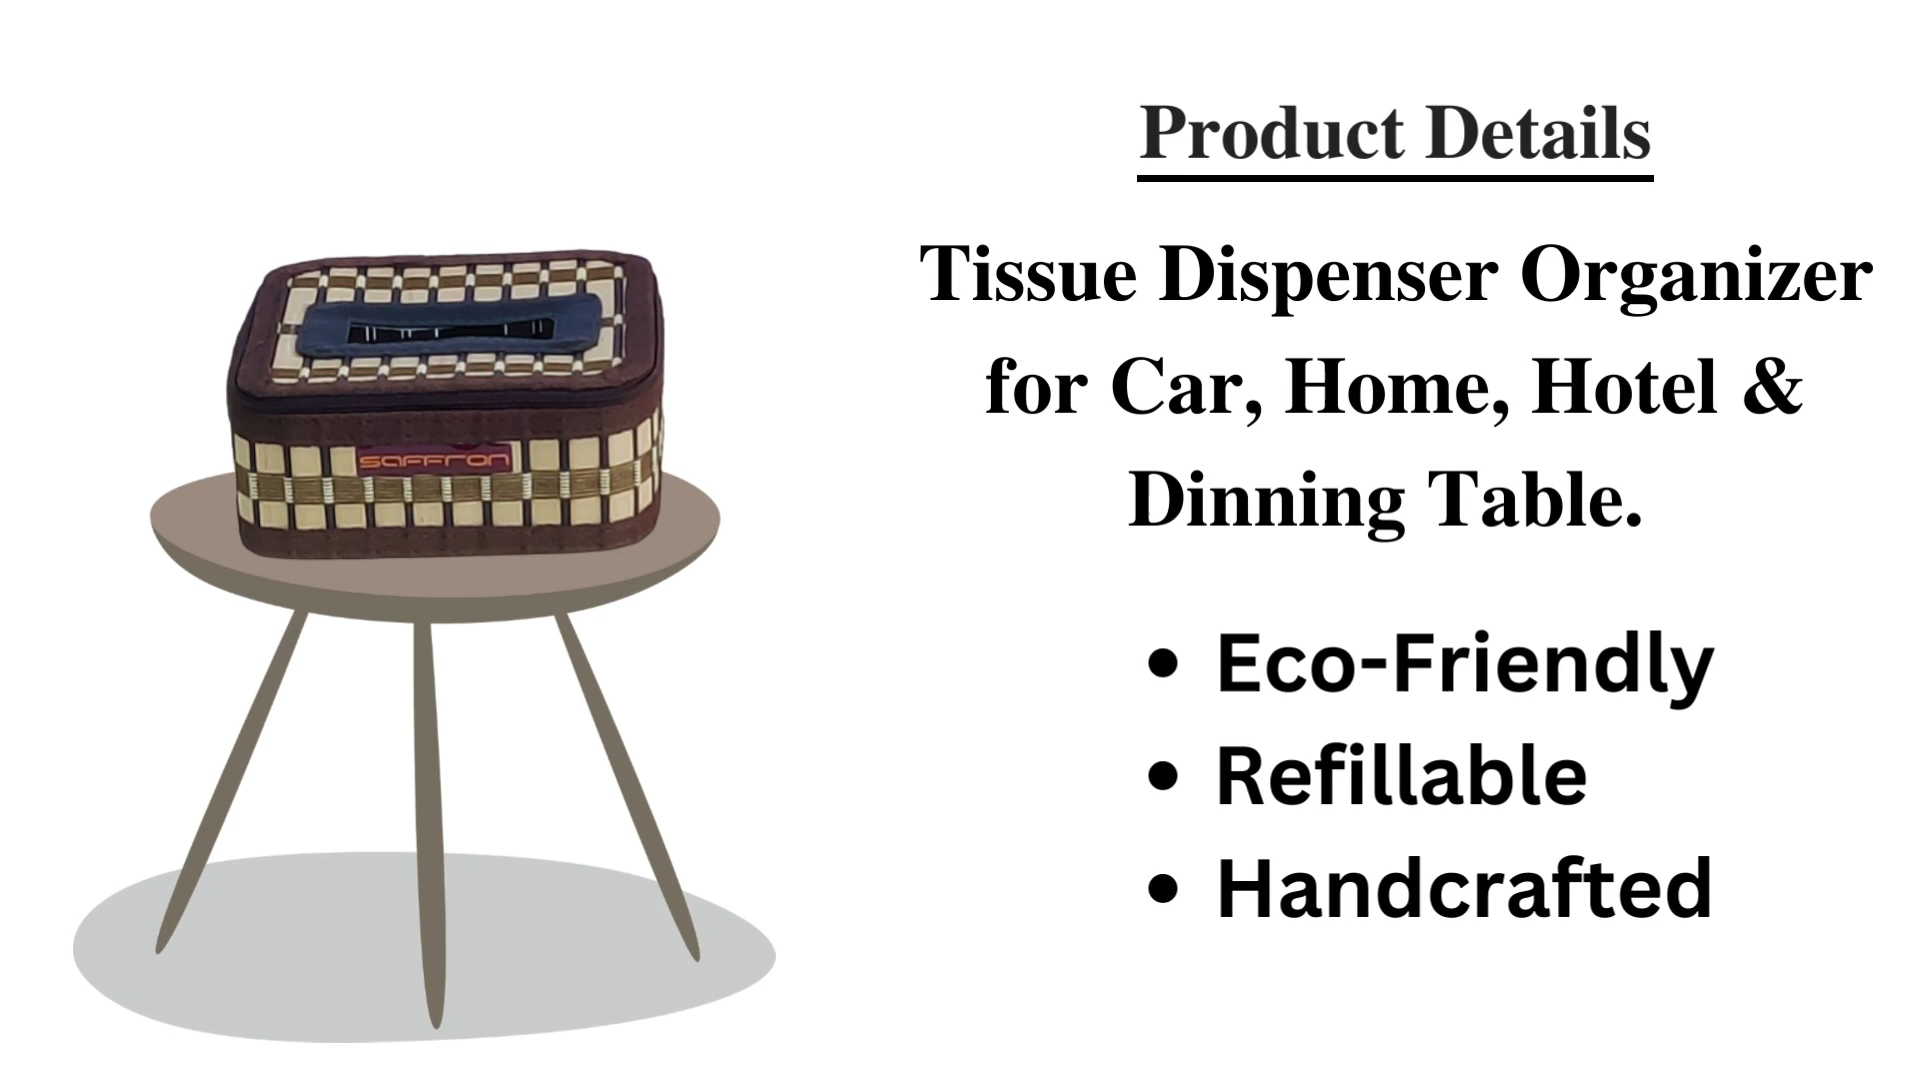 Product Details
Tissue Dispenser Organizer
for Car, Home, Hotel &
Dinning Table.
saffron
• Eco-Friendly
• Refillable
• Handcrafted